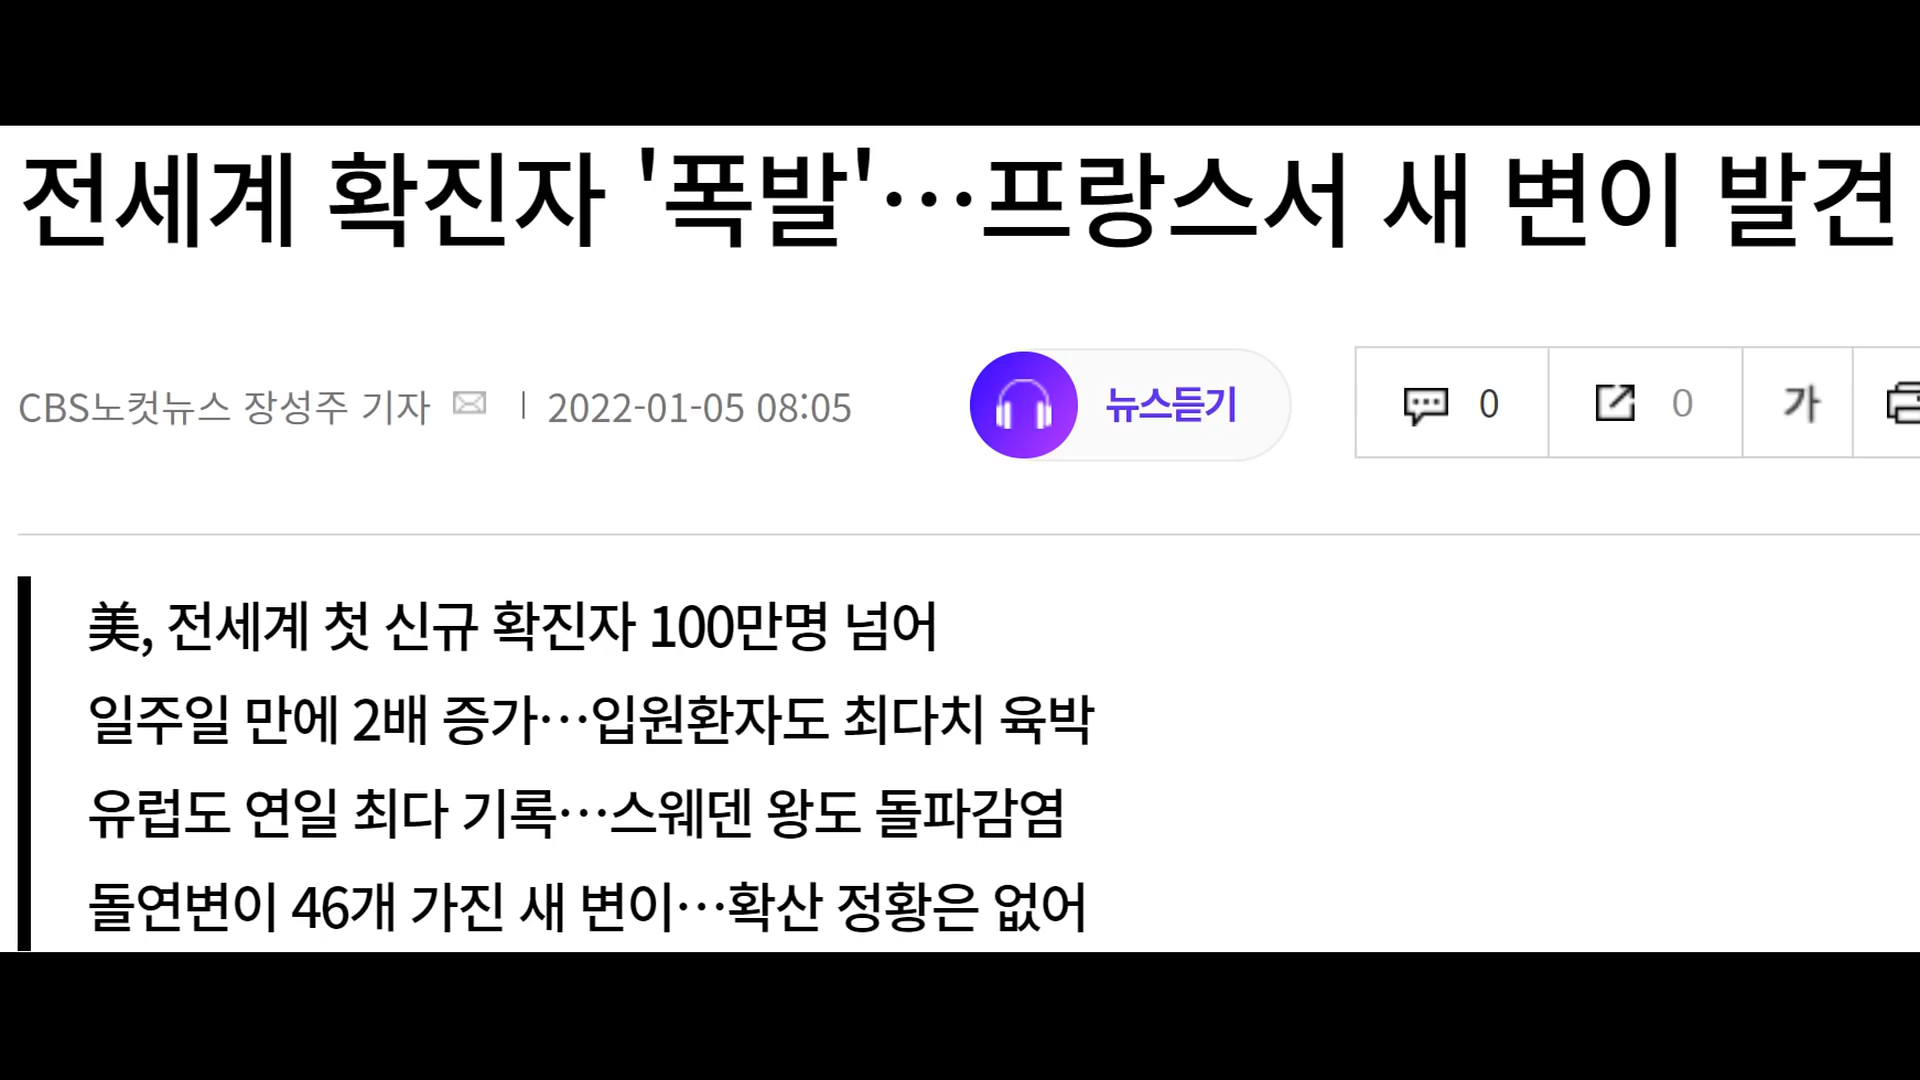 전세계 확진자 '폭발'…프랑스서 새 변이 발견
CBS노컷뉴스 장성주 기자 | 2022-01-05 08:05
뉴스듣기
0
0
가
美, 전세계 첫 신규 확진자 100만명 넘어
일주일 만에 2배 증가…입원환자도 최다치 육박
유럽도 연일 최다 기록…스웨덴 왕도 돌파감염
돌연변이 46개 가진 새 변이…확산 정황은 없어